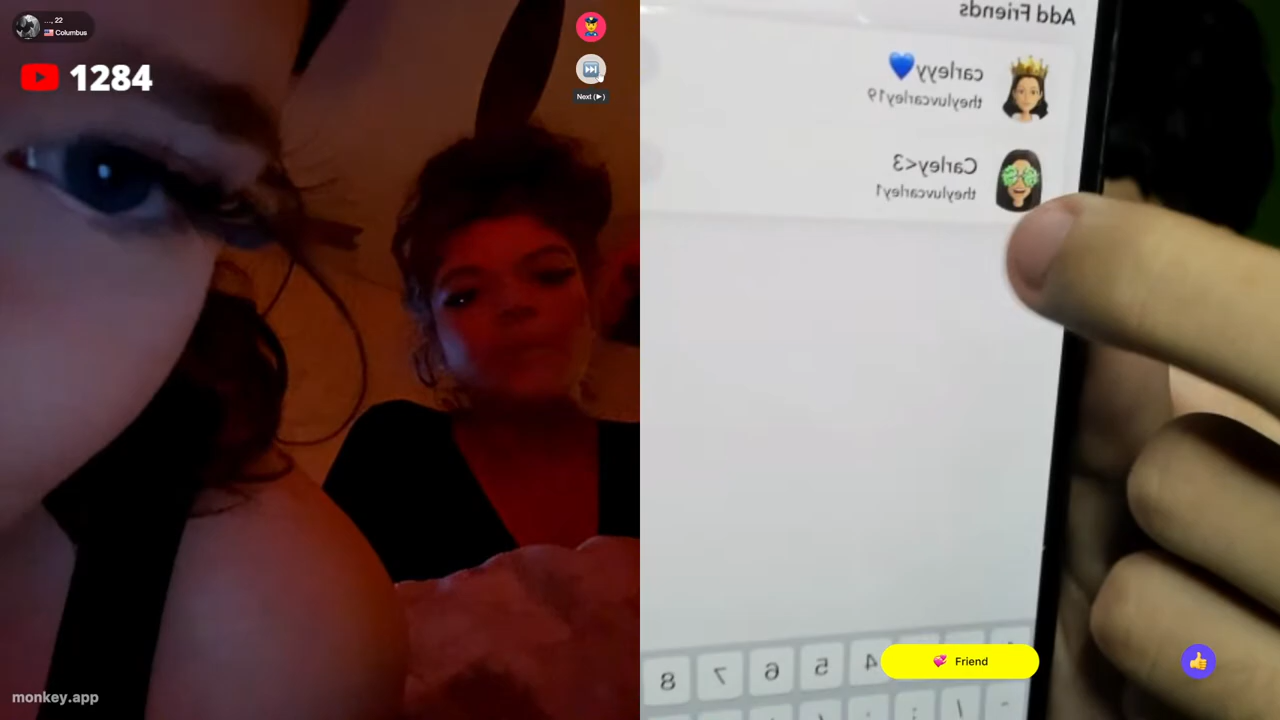 ..., 22
Columbus
1284
Next (►)
Add Friends
carleyy💙
theyluvcarley19
Carley<3
theyluvcarley1
4 5 6 7 8
Friend
monkey.app